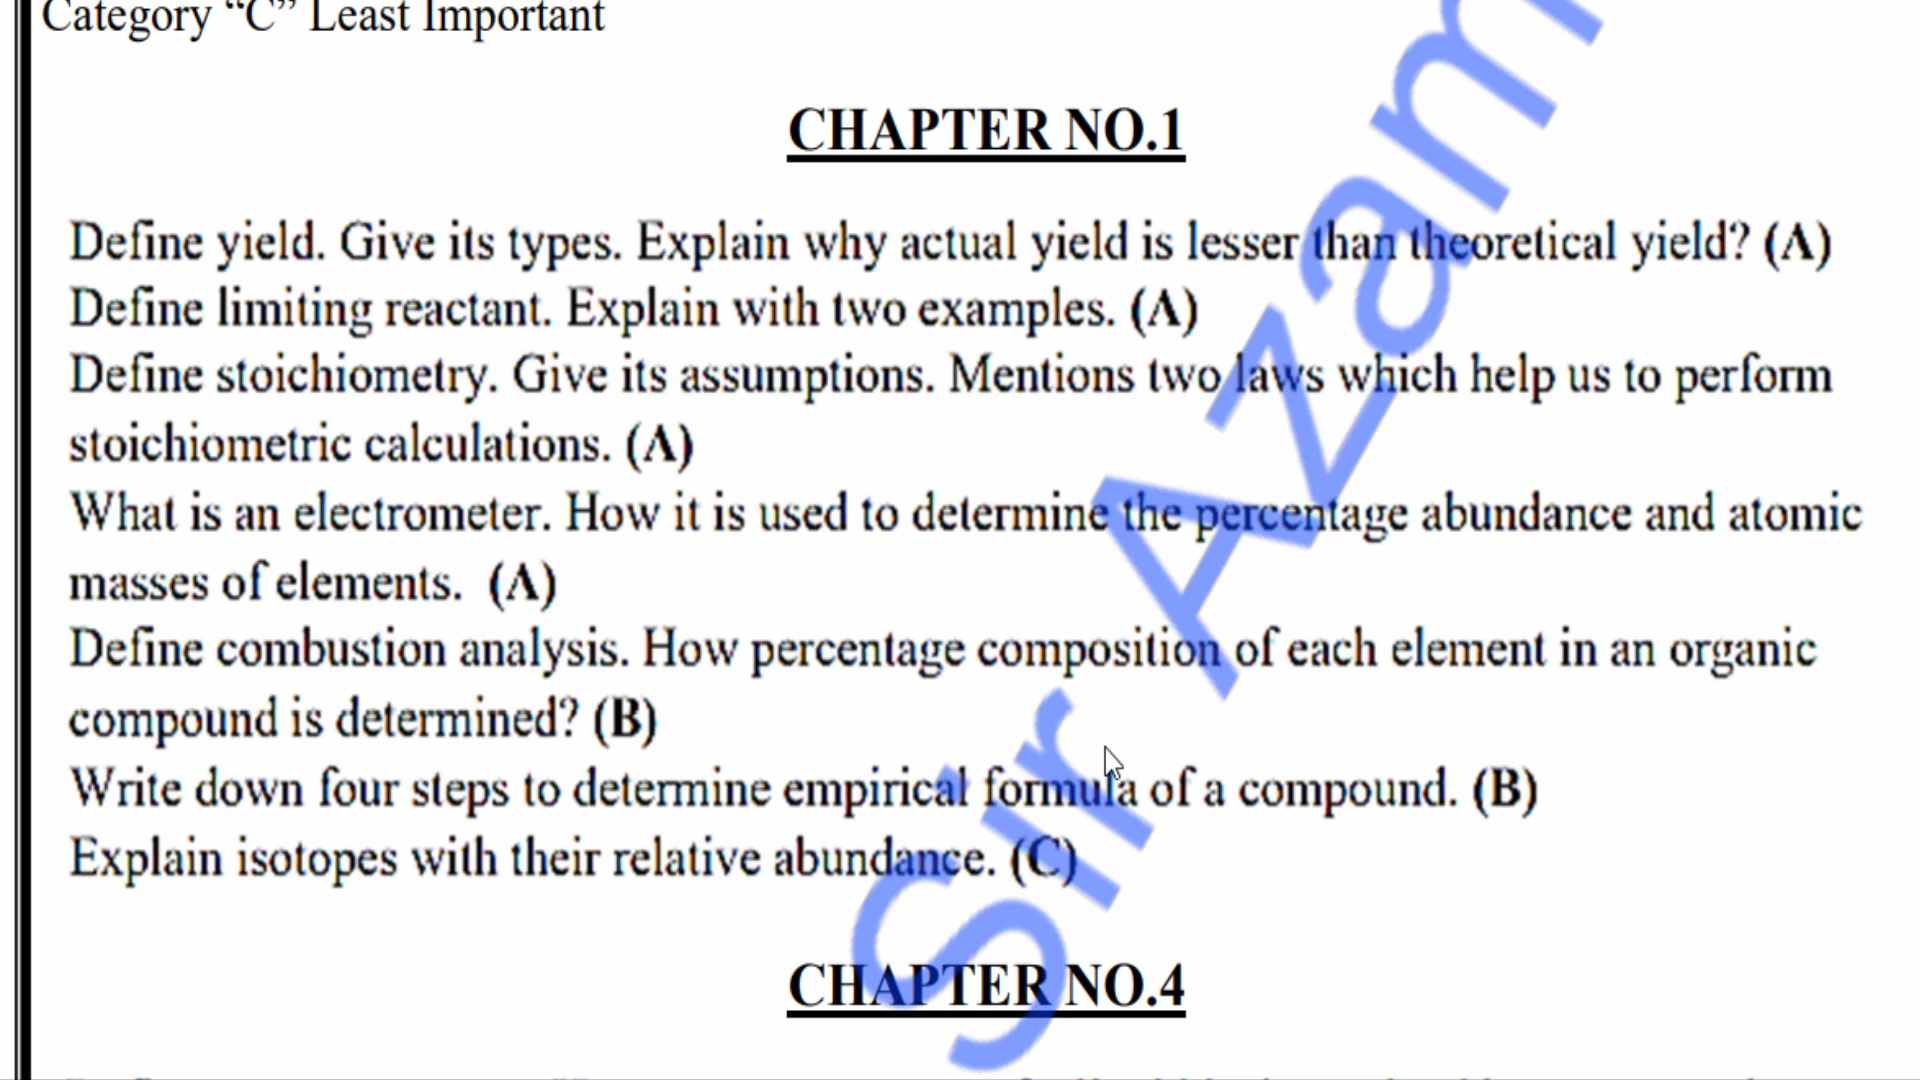 Category “C” Least Important
CHAPTER NO.1
Define yield. Give its types. Explain why actual yield is lesser than theoretical yield? (A)
Define limiting reactant. Explain with two examples. (A)
Define stoichiometry. Give its assumptions. Mentions two laws which help us to perform
stoichiometric calculations. (A)
What is an electrometer. How it is used to determine the percentage abundance and atomic
masses of elements. (A)
Define combustion analysis. How percentage composition of each element in an organic
compound is determined? (B)
Write down four steps to determine empirical formula of a compound. (B)
Explain isotopes with their relative abundance. (C)
CHAPTER NO.4
Sir Azam